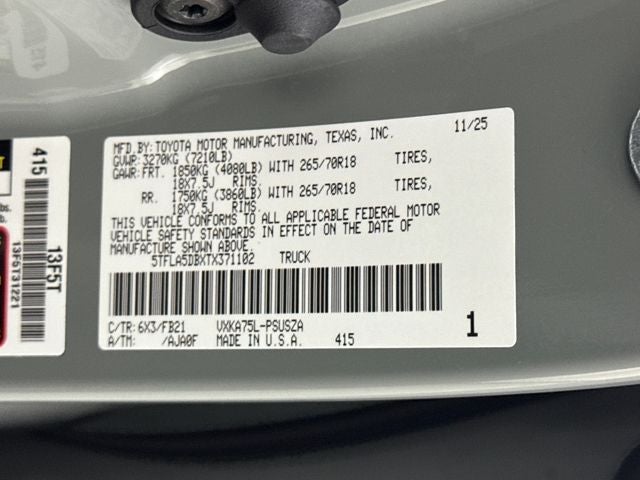 MFD. BY: TOYOTA MOTOR MANUFACTURING, TEXAS, INC. 11/25
GVWR: 3270KG (7210LB)
GAWR: FRT. 1850KG (4080LB) WITH 265/70R18 TIRES,
18X7.5J RIMS,
RR. 1750KG (3860LB) WITH 265/70R18 TIRES,
18X7.5J RIMS,
THIS VEHICLE CONFORMS TO ALL APPLICABLE FEDERAL MOTOR
VEHICLE SAFETY STANDARDS IN EFFECT ON THE DATE OF
MANUFACTURE SHOWN ABOVE.
5TFLA5DBXTX371102 TRUCK
C/TR: 6X3/FB21 VXKA75L-PSUSZA
A/TM: /AJA0F MADE IN U.S.A. 415
1
415
13F5T
13F5T31221